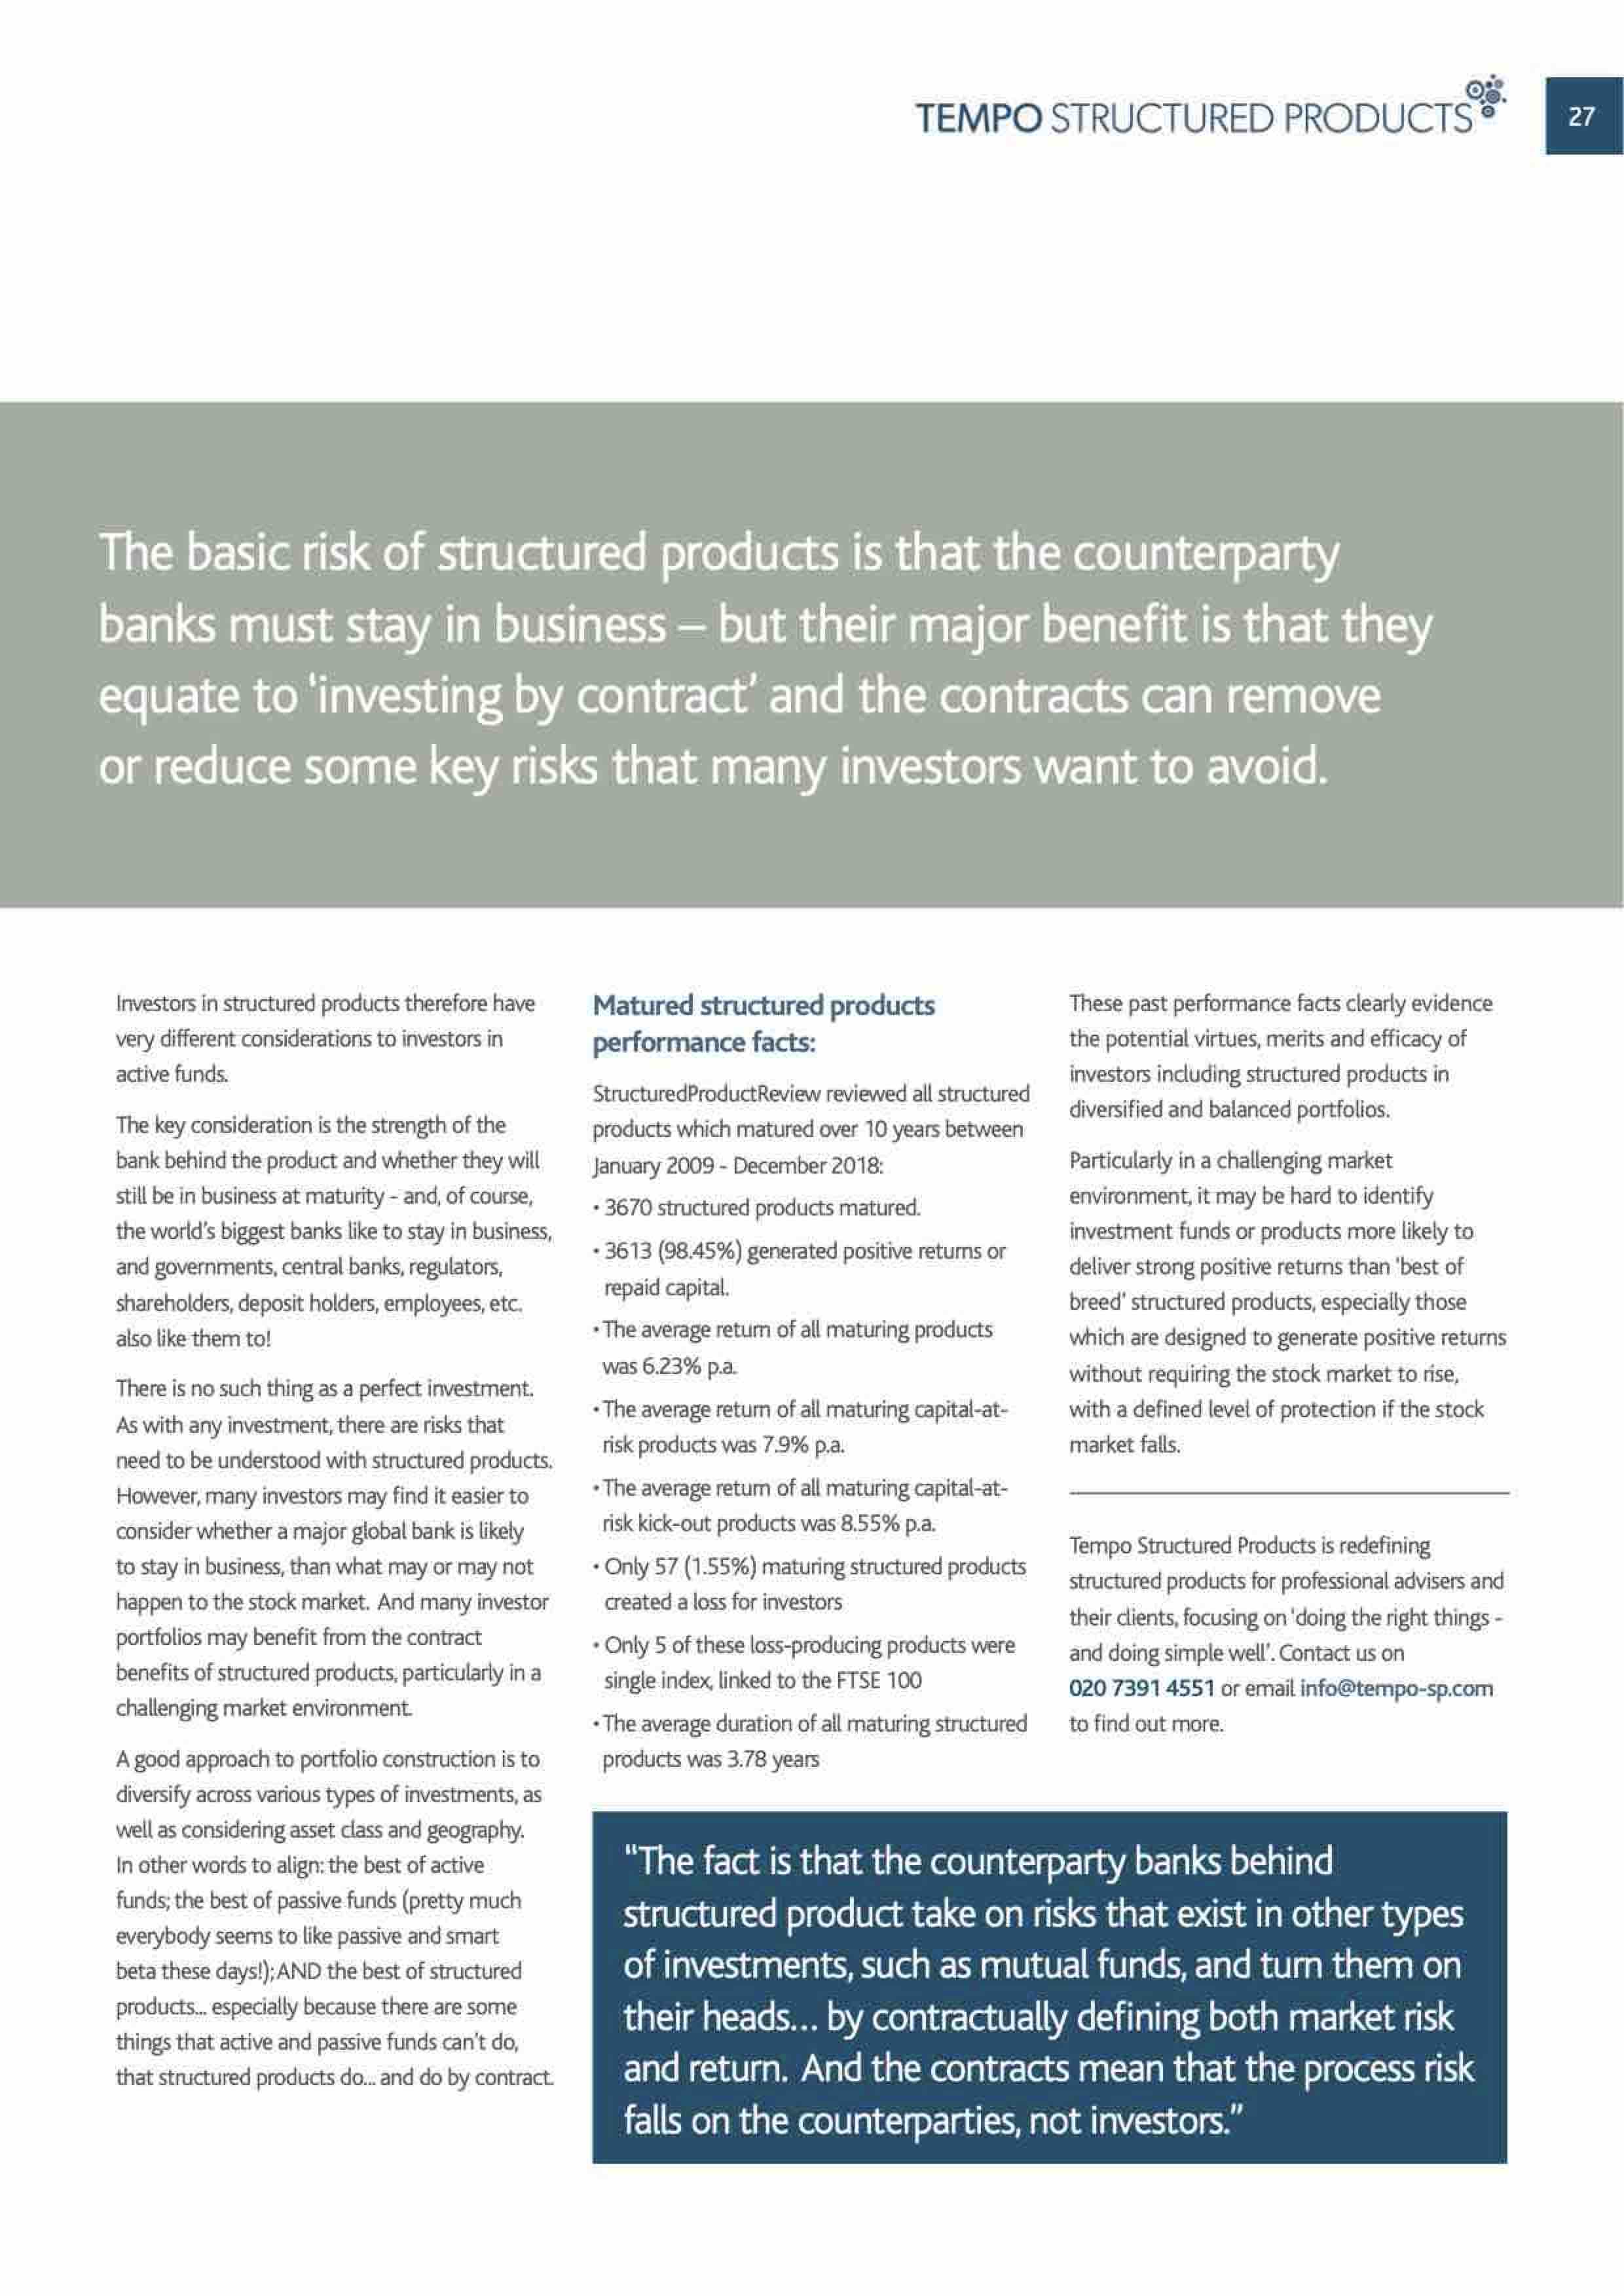 TEMPO STRUCTURED PRODUCTS
27
The basic risk of structured products is that the counterparty
banks must stay in business – but their major benefit is that they
equate to 'investing by contract' and the contracts can remove
or reduce some key risks that many investors want to avoid.
Investors in structured products therefore have
very different considerations to investors in
active funds.
The key consideration is the strength of the
bank behind the product and whether they will
still be in business at maturity - and, of course,
the world's biggest banks like to stay in business,
and governments, central banks, regulators,
shareholders, deposit holders, employees, etc.
also like them to!
There is no such thing as a perfect investment.
As with any investment, there are risks that
need to be understood with structured products.
However, many investors may find it easier to
consider whether a major global bank is likely
to stay in business, than what may or may not
happen to the stock market. And many investor
portfolios may benefit from the contract
benefits of structured products, particularly in a
challenging market environment.
A good approach to portfolio construction is to
diversify across various types of investments, as
well as considering asset class and geography.
In other words to align: the best of active
funds; the best of passive funds (pretty much
everybody seems to like passive and smart
beta these days!); AND the best of structured
products... especially because there are some
things that active and passive funds can't do,
that structured products do... and do by contract.
Matured structured products
performance facts:
StructuredProductReview reviewed all structured
products which matured over 10 years between
January 2009 - December 2018:
• 3670 structured products matured.
• 3613 (98.45%) generated positive returns or
repaid capital.
• The average return of all maturing products
was 6.23% p.a.
• The average return of all maturing capital-at-
risk products was 7.9% p.a.
• The average return of all maturing capital-at-
risk kick-out products was 8.55% p.a.
• Only 57 (1.55%) maturing structured products
created a loss for investors
• Only 5 of these loss-producing products were
single index, linked to the FTSE 100
• The average duration of all maturing structured
products was 3.78 years
These past performance facts clearly evidence
the potential virtues, merits and efficacy of
investors including structured products in
diversified and balanced portfolios.
Particularly in a challenging market
environment, it may be hard to identify
investment funds or products more likely to
deliver strong positive returns than 'best of
breed' structured products, especially those
which are designed to generate positive returns
without requiring the stock market to rise,
with a defined level of protection if the stock
market falls.
Tempo Structured Products is redefining
structured products for professional advisers and
their clients, focusing on 'doing the right things -
and doing simple well'. Contact us on
020 7391 4551 or email info@tempo-sp.com
to find out more.
"The fact is that the counterparty banks behind
structured product take on risks that exist in other types
of investments, such as mutual funds, and turn them on
their heads... by contractually defining both market risk
and return. And the contracts mean that the process risk
falls on the counterparties, not investors."